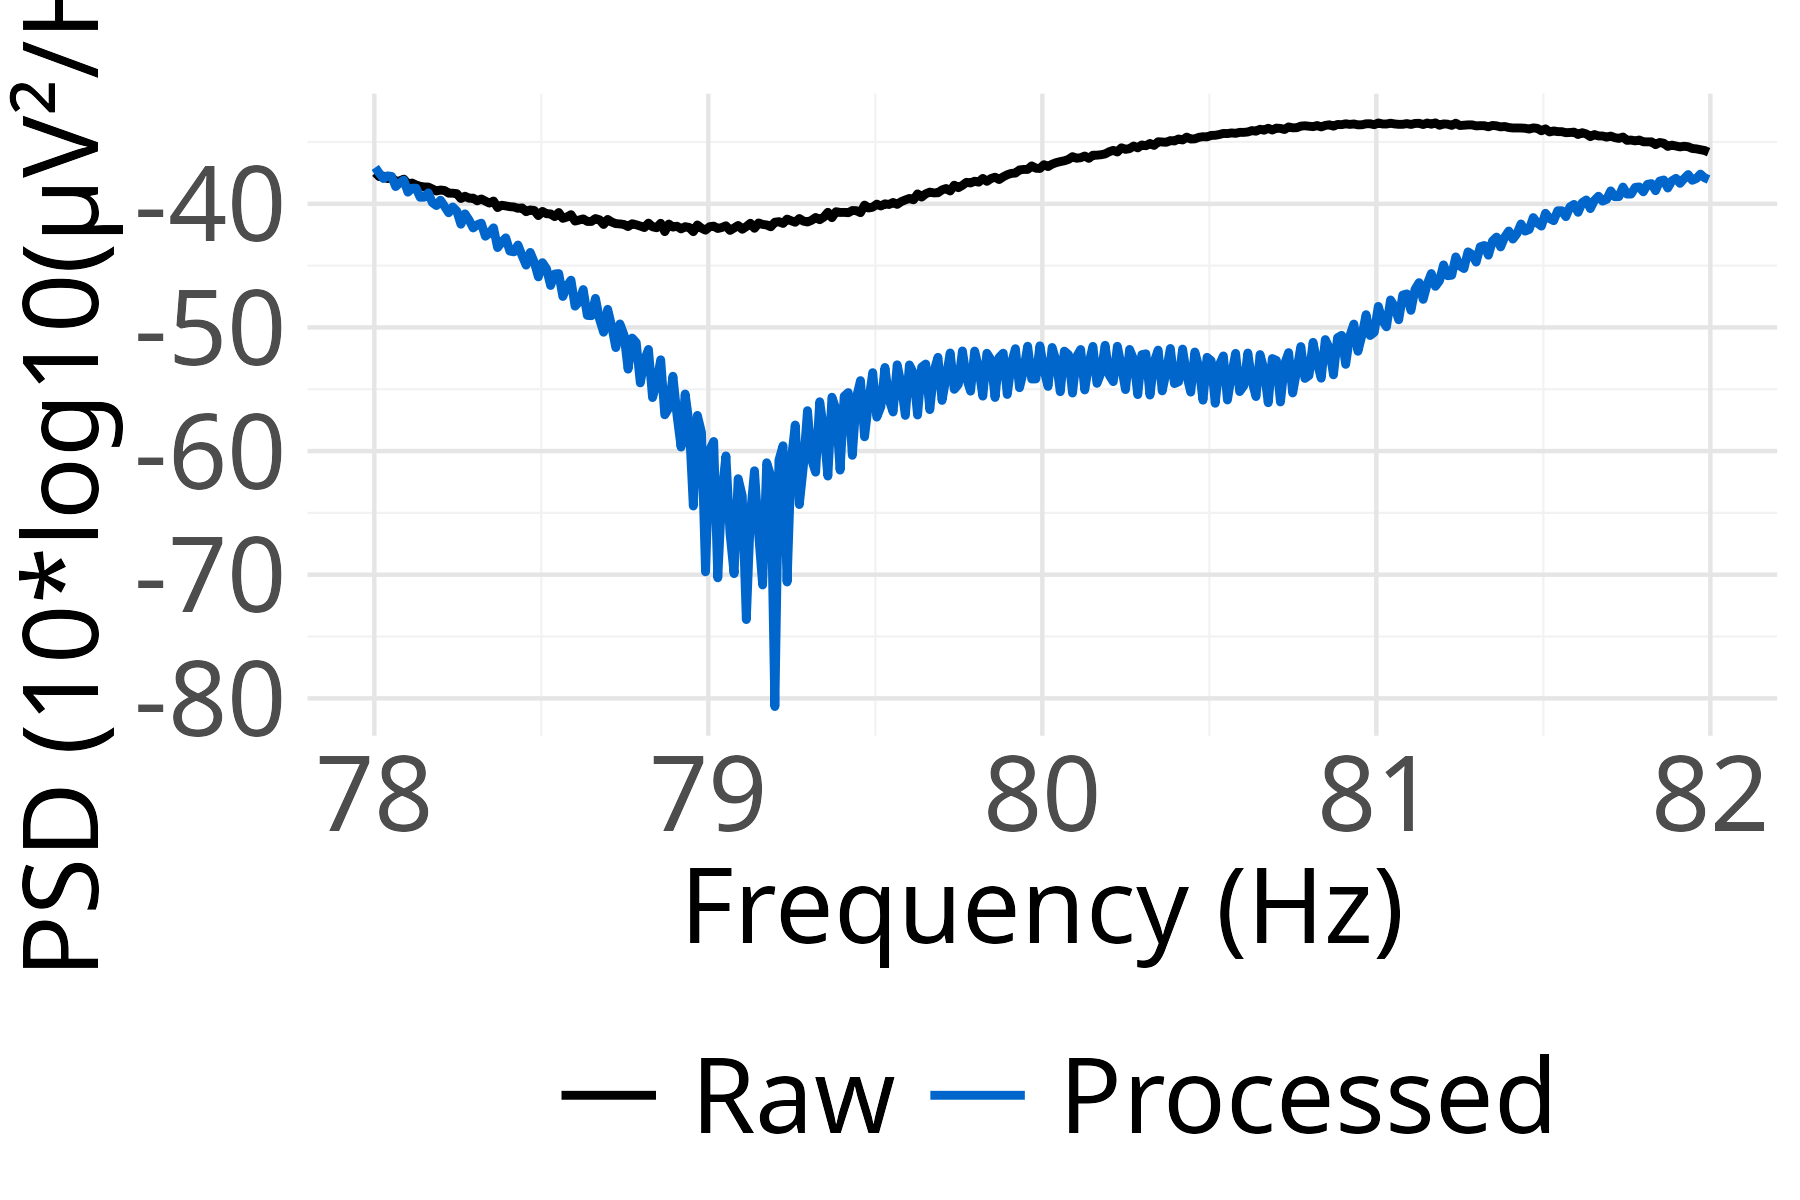 PSD (10*log10(μV²/H
-40
-50
-60
-70
-80
78 79 80 81 82
Frequency (Hz)
Raw Processed